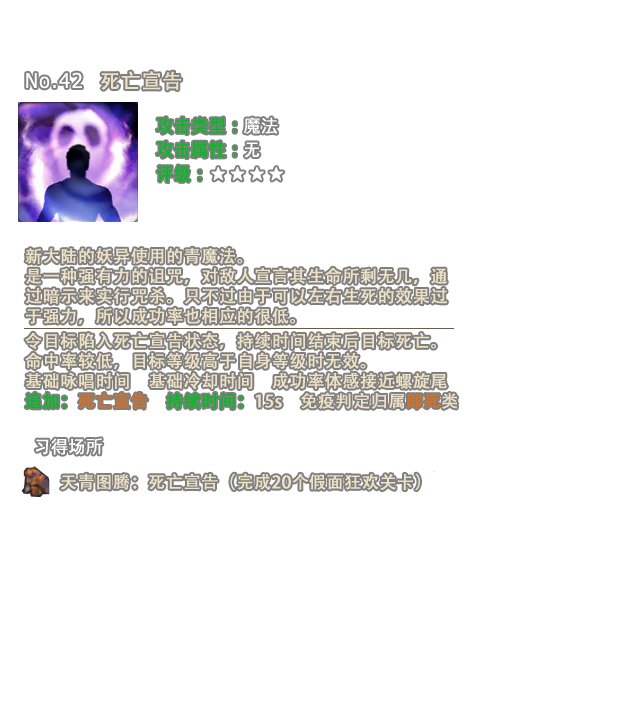 No.42 死亡宣告
攻击类型：魔法
攻击属性：无
评级：☆☆☆☆
新大陆的妖异使用的青魔法。
是一种强有力的诅咒，对敌人宣言其生命所剩无几，通
过暗示来实行咒杀。只不过由于可以左右生死的效果过
于强力，所以成功率也相应的很低。
令目标陷入死亡宣告状态，持续时间结束后目标死亡。
命中率较低，目标等级高于自身等级时无效。
基础咏唱时间 基础冷却时间 成功率体感接近螺旋尾
追加：死亡宣告 持续时间：15s 免疫判定归属即死类
习得场所
天青图腾：死亡宣告（完成20个假面狂欢关卡）